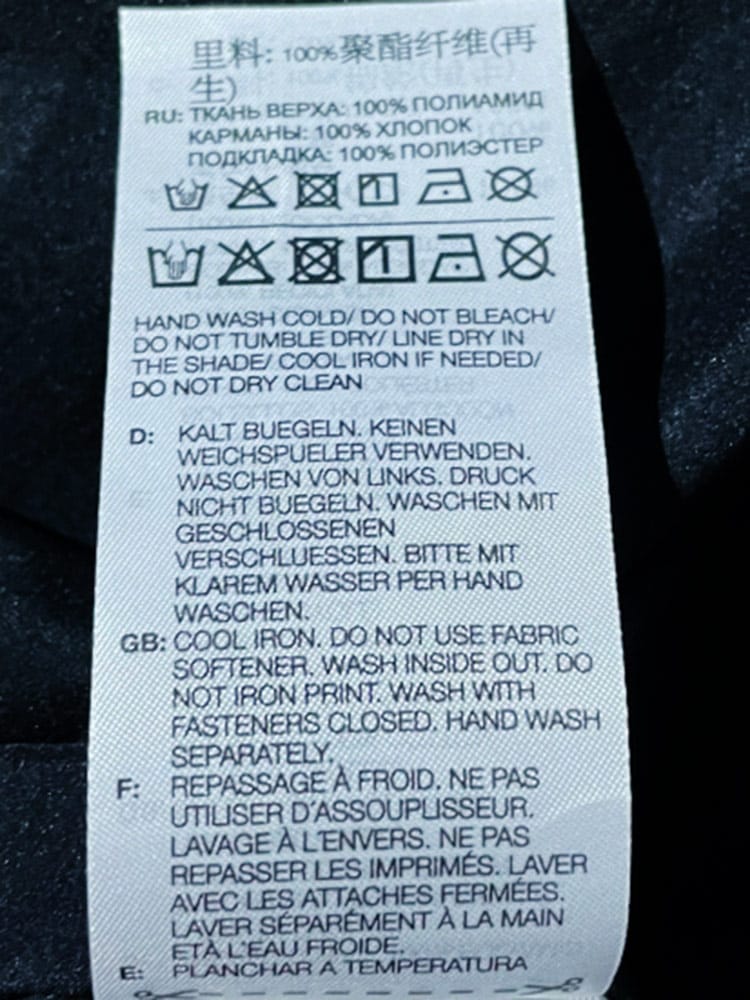 里料: 100%聚酯纤维(再
生)
RU: ТКАНЬ ВЕРХА: 100% ПОЛИАМИД
КАРМАНЫ: 100% ХЛОПОК
ПОДКЛАДКА: 100% ПОЛИЭСТЕР
HAND WASH COLD/ DO NOT BLEACH/
DO NOT TUMBLE DRY/ LINE DRY IN
THE SHADE/ COOL IRON IF NEEDED/
DO NOT DRY CLEAN
D: KALT BUEGELN. KEINEN
WEICHSPUELER VERWENDEN.
WASCHEN VON LINKS. DRUCK
NICHT BUEGELN. WASCHEN MIT
GESCHLOSSENEN
VERSCHLUESSEN. BITTE MIT
KLAREM WASSER PER HAND
WASCHEN.
GB: COOL IRON. DO NOT USE FABRIC
SOFTENER. WASH INSIDE OUT. DO
NOT IRON PRINT. WASH WITH
FASTENERS CLOSED. HAND WASH
SEPARATELY.
F: REPASSAGE À FROID. NE PAS
UTILISER D'ASSOUPLISSEUR.
LAVAGE À L'ENVERS. NE PAS
REPASSER LES IMPRIMÉS. LAVER
AVEC LES ATTACHES FERMÉES.
LAVER SÉPARÉMENT À LA MAIN
ETÀ L'EAU FROIDE.
E: PLANCHAR A TEMPERATURA